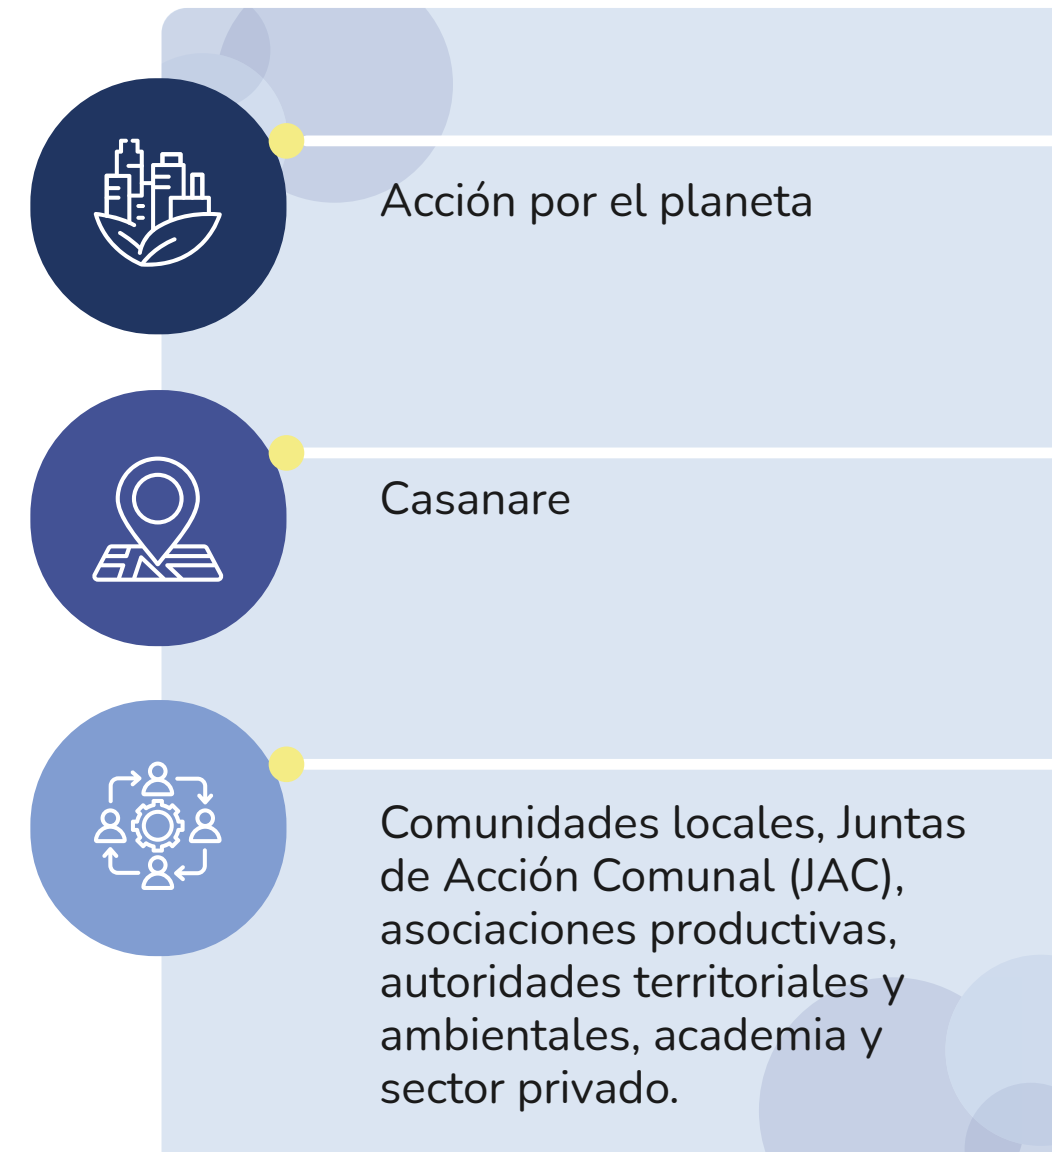 Acción por el planeta
Casanare
Comunidades locales, Juntas
de Acción Comunal (JAC),
asociaciones productivas,
autoridades territoriales y
ambientales, academia y
sector privado.